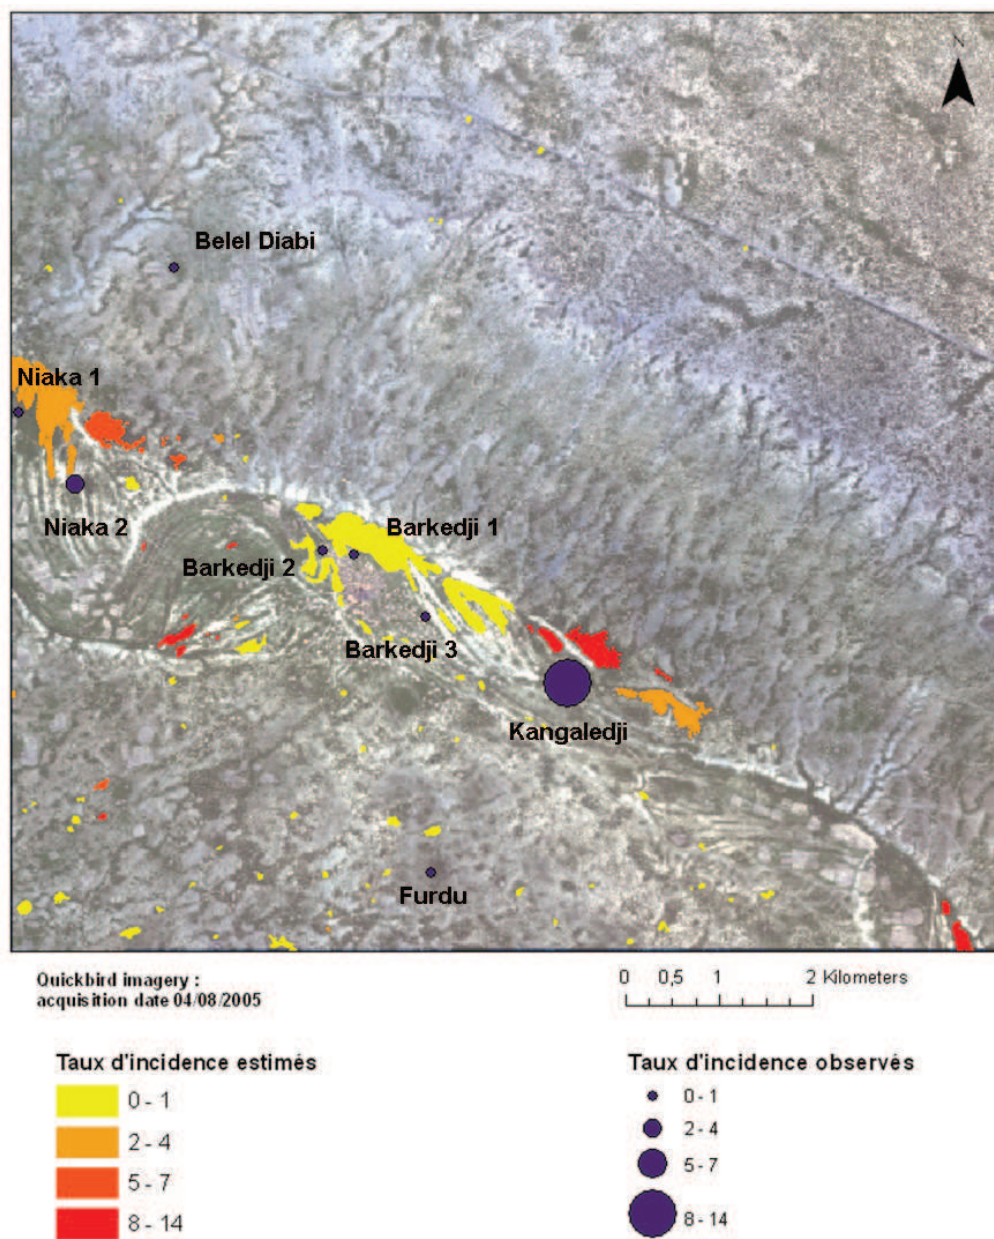 N
Belel Diabi
Niaka 1
Niaka 2
Barkedji 1
Barkedji 2
Barkedji 3
Kangaledji
Furdu
Quickbird imagery :
acquisition date 04/08/2005
0 0,5 1 2 Kilometers
Taux d'incidence estimés
0 - 1
2 - 4
5 - 7
8 - 14
Taux d'incidence observés
0 - 1
2 - 4
5 - 7
8 - 14